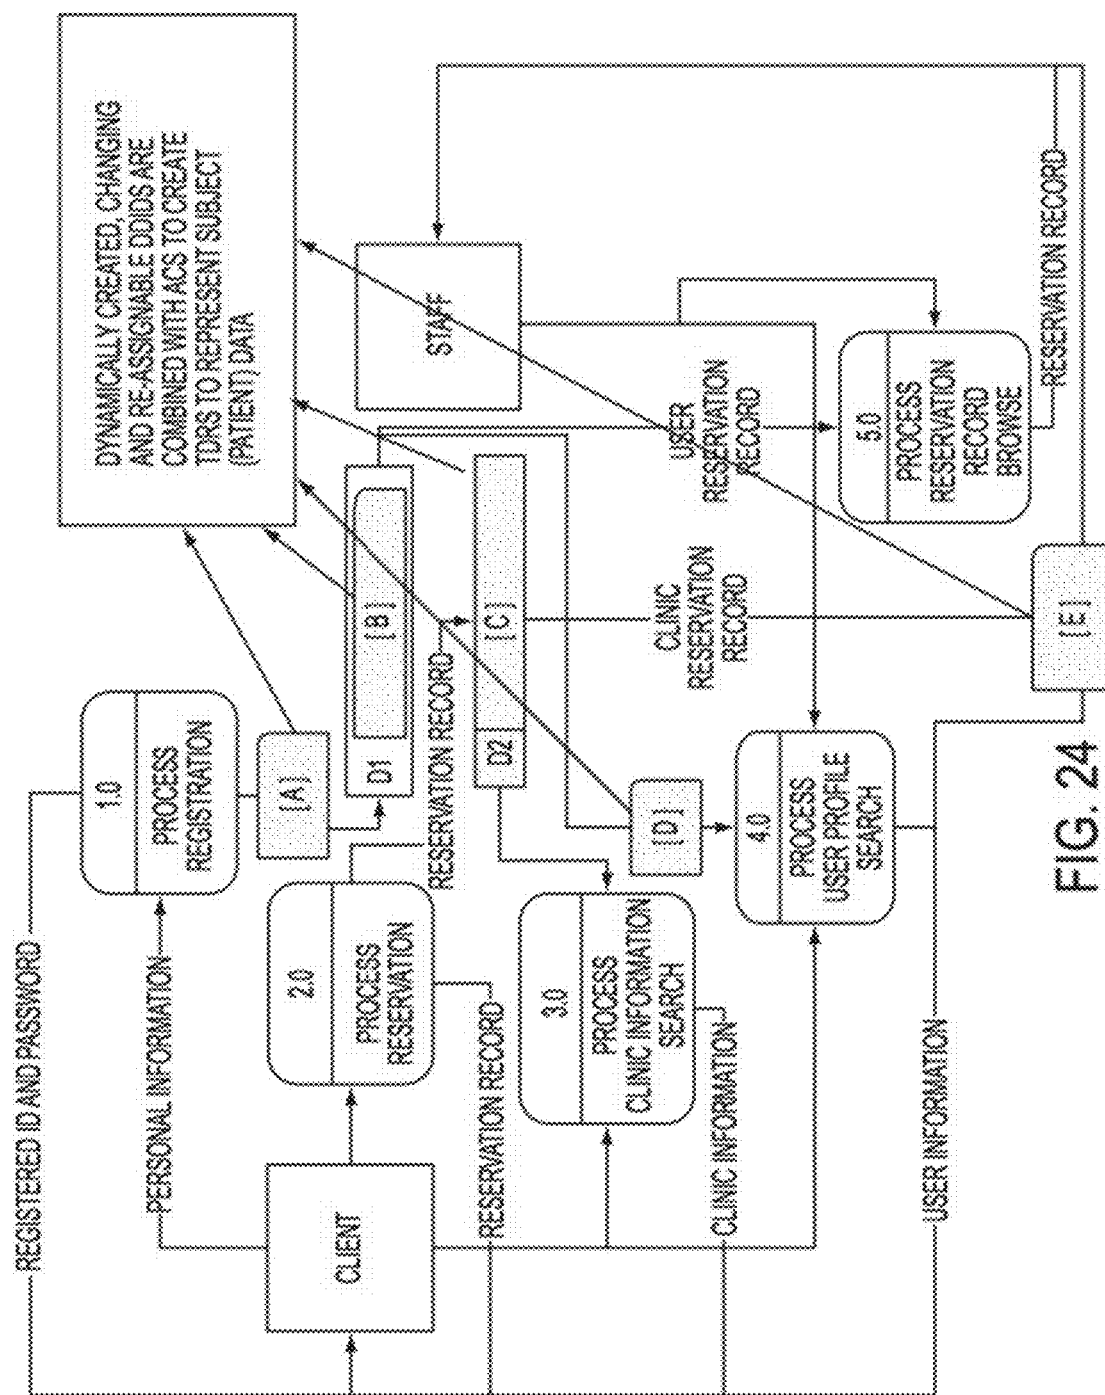 REGISTERED ID AND PASSWORD
PERSONAL INFORMATION
CLIENT
1.0
PROCESS
REGISTRATION
[A]
DYNAMICALLY CREATED, CHANGING
AND RE-ASSIGNABLE DDIDS ARE
COMBINED WITH ACS TO CREATE
TDRS TO REPRESENT SUBJECT
(PATIENT) DATA
2.0
PROCESS
RESERVATION
D1
[B]
RESERVATION RECORD
RESERVATION RECORD
D2
[C]
STAFF
3.0
PROCESS
CLINIC INFORMATION
SEARCH
CLINIC INFORMATION
[D]
CLINIC
RESERVATION
RECORD
USER
RESERVATION
RECORD
4.0
PROCESS
USER PROFILE
SEARCH
5.0
PROCESS
RESERVATION
RECORD
BROWSE
USER INFORMATION
[E]
RESERVATION RECORD
FIG. 24